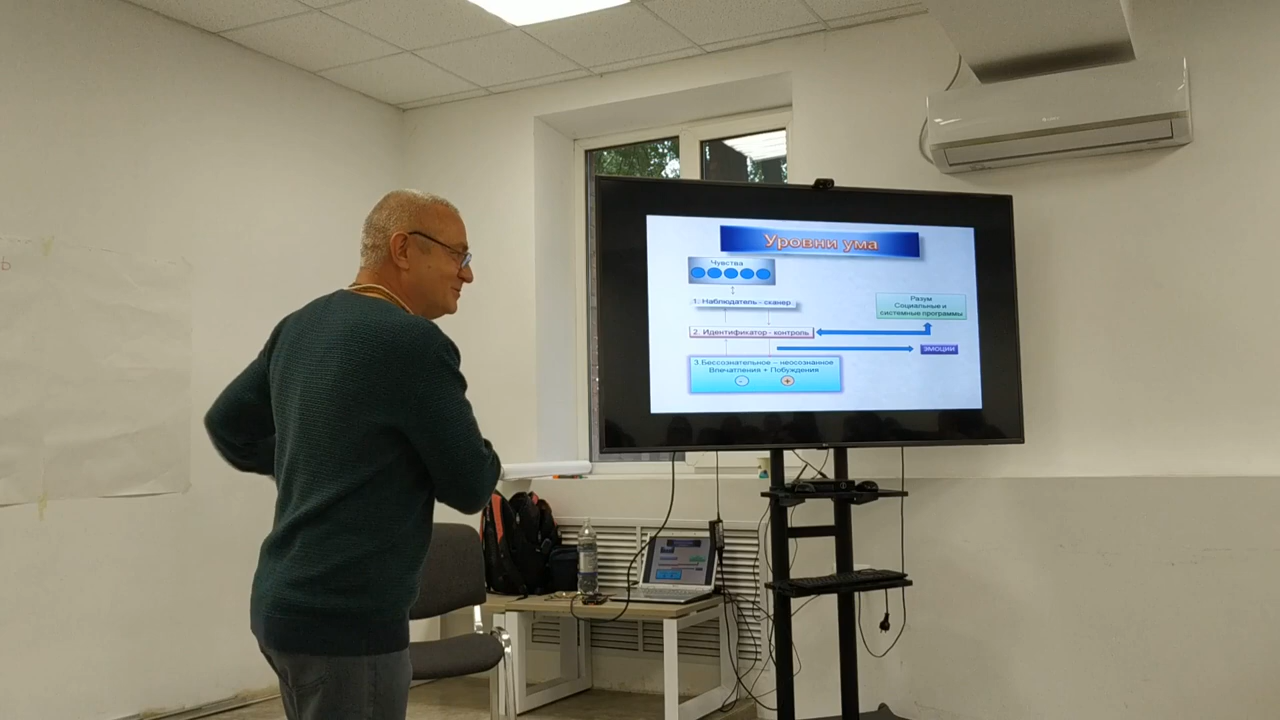 Уровни ума
Чувства
1. Наблюдатель - сканер
Разум
Социальные и
системные программы
2. Идентификатор - контроль
ЭМОЦИИ
3.Бессознательное – неосознанное
Впечатления + Побуждения
- +